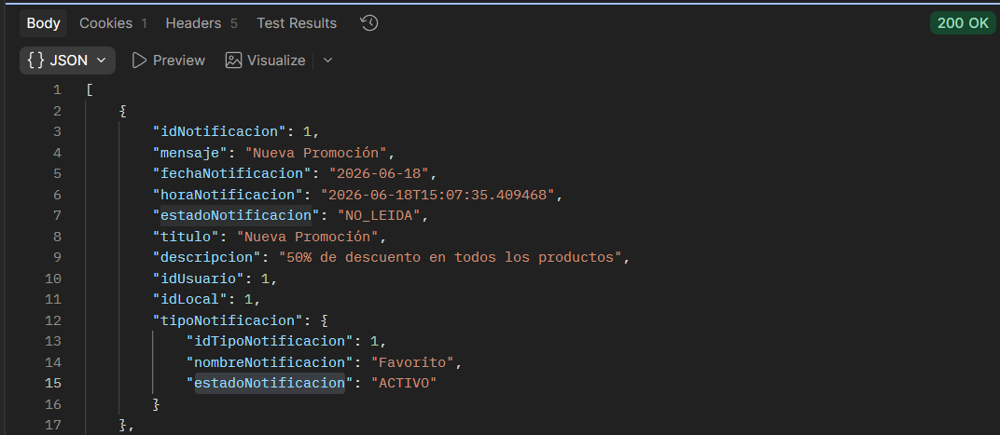 Body Cookies 1 Headers 5 Test Results 200 OK
{} JSON Preview Visualize
1 [
2 {
3 "idNotificacion": 1,
4 "mensaje": "Nueva Promoción",
5 "fechaNotificacion": "2026-06-18",
6 "horaNotificacion": "2026-06-18T15:07:35.409468",
7 "estadoNotificacion": "NO_LEIDA",
8 "titulo": "Nueva Promoción",
9 "descripcion": "50% de descuento en todos los productos",
10 "idUsuario": 1,
11 "idLocal": 1,
12 "tipoNotificacion": {
13 "idTipoNotificacion": 1,
14 "nombreNotificacion": "Favorito",
15 "estadoNotificacion": "ACTIVO"
16 }
17 },